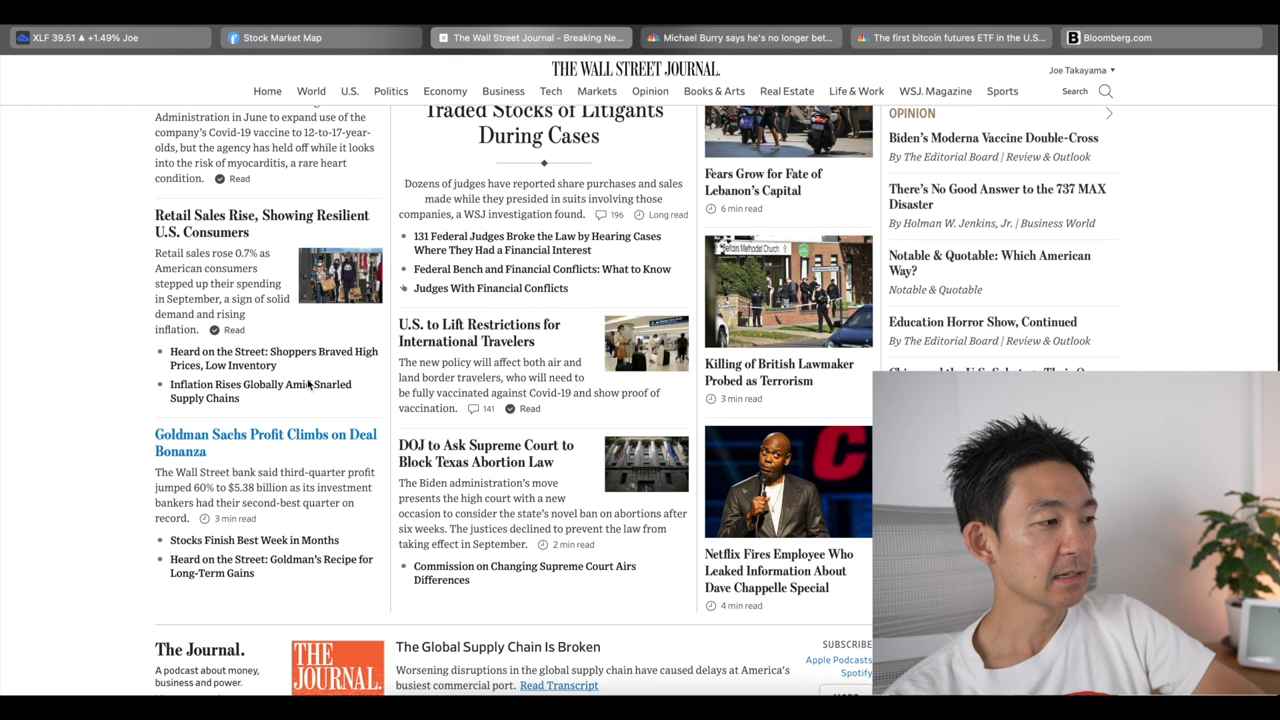 XLF 39.51 ▲ +1.49% Joe
Stock Market Map
The Wall Street Journal - Breaking Ne...
Michael Burry says he's no longer bet...
The first bitcoin futures ETF in the U.S...
Bloomberg.com
THE WALL STREET JOURNAL.
Joe Takayama
Home World U.S. Politics Economy Business Tech Markets Opinion Books & Arts Real Estate Life & Work WSJ. Magazine Sports
Search
Administration in June to expand use of the
company's Covid-19 vaccine to 12-to-17-year-
olds, but the agency has held off while it looks
into the risk of myocarditis, a rare heart
condition. Read
Retail Sales Rise, Showing Resilient
U.S. Consumers
Retail sales rose 0.7% as
American consumers
stepped up their spending
in September, a sign of solid
demand and rising
inflation. Read
Heard on the Street: Shoppers Braved High
Prices, Low Inventory
Inflation Rises Globally Amid Snarled
Supply Chains
Goldman Sachs Profit Climbs on Deal
Bonanza
The Wall Street bank said third-quarter profit
jumped 60% to $5.38 billion as its investment
bankers had their second-best quarter on
record. 3 min read
Stocks Finish Best Week in Months
Heard on the Street: Goldman's Recipe for
Long-Term Gains
Traded Stocks of Litigants
During Cases
Dozens of judges have reported share purchases and sales
made while they presided in suits involving those
companies, a WSJ investigation found. 196 Long read
131 Federal Judges Broke the Law by Hearing Cases
Where They Had a Financial Interest
Federal Bench and Financial Conflicts: What to Know
Judges With Financial Conflicts
U.S. to Lift Restrictions for
International Travelers
The new policy will affect both air and
land border travelers, who will need to
be fully vaccinated against Covid-19 and show proof of
vaccination. 141 Read
DOJ to Ask Supreme Court to
Block Texas Abortion Law
The Biden administration's move
presents the high court with a new
occasion to consider the state's novel ban on abortions after
six weeks. The justices declined to prevent the law from
taking effect in September. 2 min read
Commission on Changing Supreme Court Airs
Differences
Fears Grow for Fate of
Lebanon's Capital
6 min read
Belfairs Methodist Church
Killing of British Lawmaker
Probed as Terrorism
3 min read
Netflix Fires Employee Who
Leaked Information About
Dave Chappelle Special
4 min read
OPINION
Biden's Moderna Vaccine Double-Cross
By The Editorial Board | Review & Outlook
There's No Good Answer to the 737 MAX
Disaster
By Holman W. Jenkins, Jr. | Business World
Notable & Quotable: Which American
Way?
Notable & Quotable
Education Horror Show, Continued
By The Editorial Board | Review & Outlook
The Journal.
A podcast about money,
business and power.
THE
JOURNAL.
The Global Supply Chain Is Broken
Worsening disruptions in the global supply chain have caused delays at America's
busiest commercial port. Read Transcript
SUBSCRIBE
Apple Podcasts
Spotify